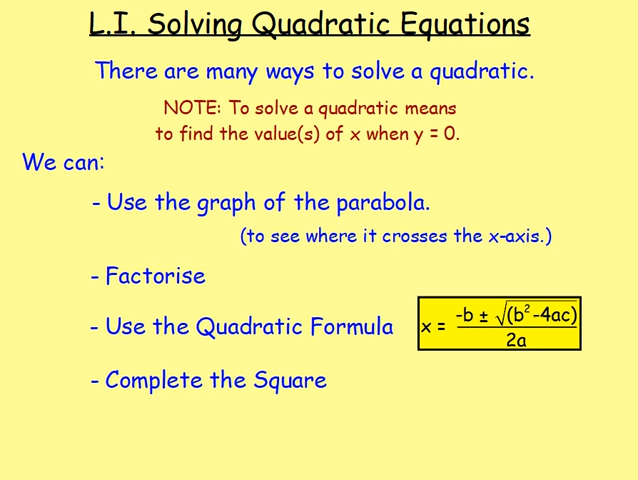 L.I. Solving Quadratic Equations
There are many ways to solve a quadratic.
NOTE: To solve a quadratic means
to find the value(s) of x when y = 0.
We can:
- Use the graph of the parabola.
(to see where it crosses the x-axis.)
- Factorise
- Use the Quadratic Formula
x = -b ± √(b²-4ac)
2a
- Complete the Square